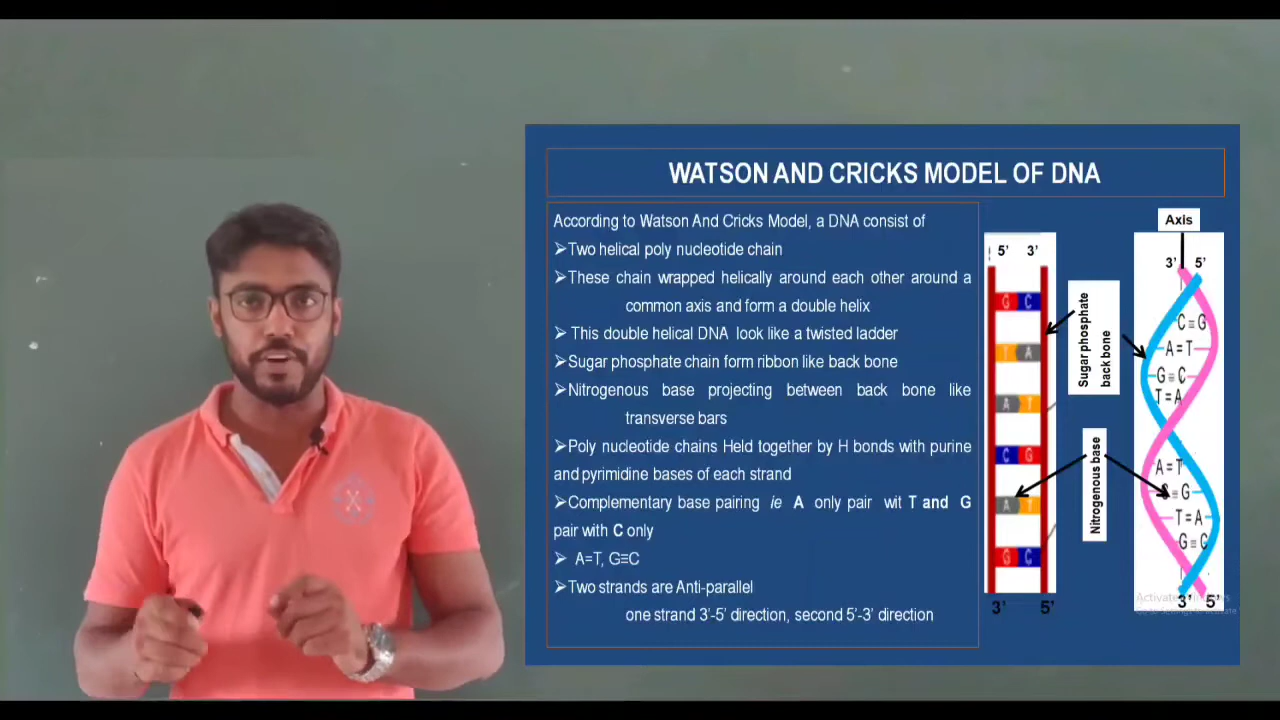 WATSON AND CRICKS MODEL OF DNA
According to Watson And Cricks Model, a DNA consist of
➢Two helical poly nucleotide chain
➢These chain wrapped helically around each other around a
common axis and form a double helix
➢ This double helical DNA look like a twisted ladder
➢Sugar phosphate chain form ribbon like back bone
➢Nitrogenous base projecting between back bone like
transverse bars
➢Poly nucleotide chains Held together by H bonds with purine
and pyrimidine bases of each strand
➢Complementary base pairing ie A only pair wit T and G
pair with C only
➢ A=T, G≡C
➢Two strands are Anti-parallel
one strand 3'-5' direction, second 5'-3' direction
5' 3'
G C
T A
A T
C G
A T
G C
3' 5'
Sugar phosphate
back bone
Nitrogenous base
Axis
3' 5'
C≡G
A=T
G≡C
T=A
A=T
≡G
T=A
G≡C
3' 5'
Activate